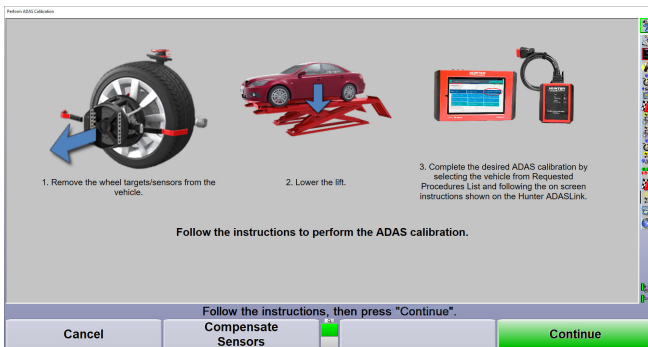 Perform ADAS Calibration
HUNTER
HUNTER
1. Remove the wheel targets/sensors from the
vehicle.
2. Lower the lift.
3. Complete the desired ADAS calibration by
selecting the vehicle from Requested
Procedures List and following the on screen
instructions shown on the Hunter ADASLink.
Follow the instructions to perform the ADAS calibration.
Follow the instructions, then press "Continue".
Cancel
Compensate
Sensors
Continue